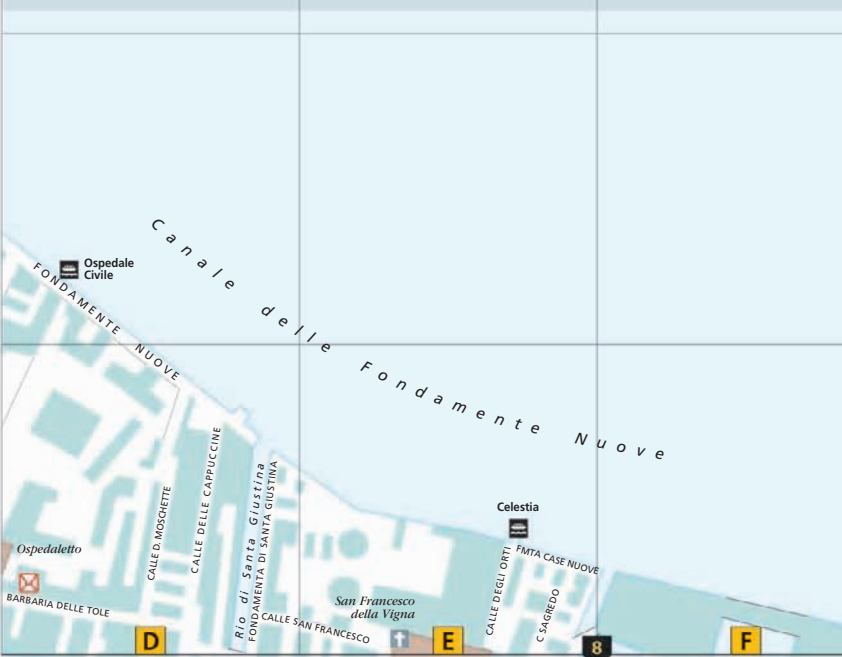 Canale delle Fondamente Nuove
Ospedale
Civile
FONDAMENTE NUOVE
CALLE DELLE CAPPUCCINE
CALLE D. MOSCHETTE
Rio di Santa Giustina
FONDAMENTA DI SANTA GIUSTINA
Celestia
FMTA CASE NUOVE
CALLE DEGLI ORTI
C SAGREDO
Ospedaletto
BARBARIA DELLE TOLE
San Francesco
della Vigna
CALLE SAN FRANCESCO
D
E
8
F